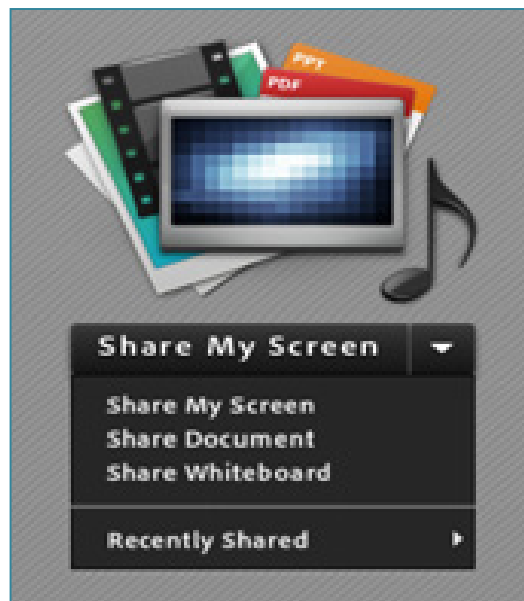 PPT
PDF
Share My Screen
Share My Screen
Share Document
Share Whiteboard
Recently Shared